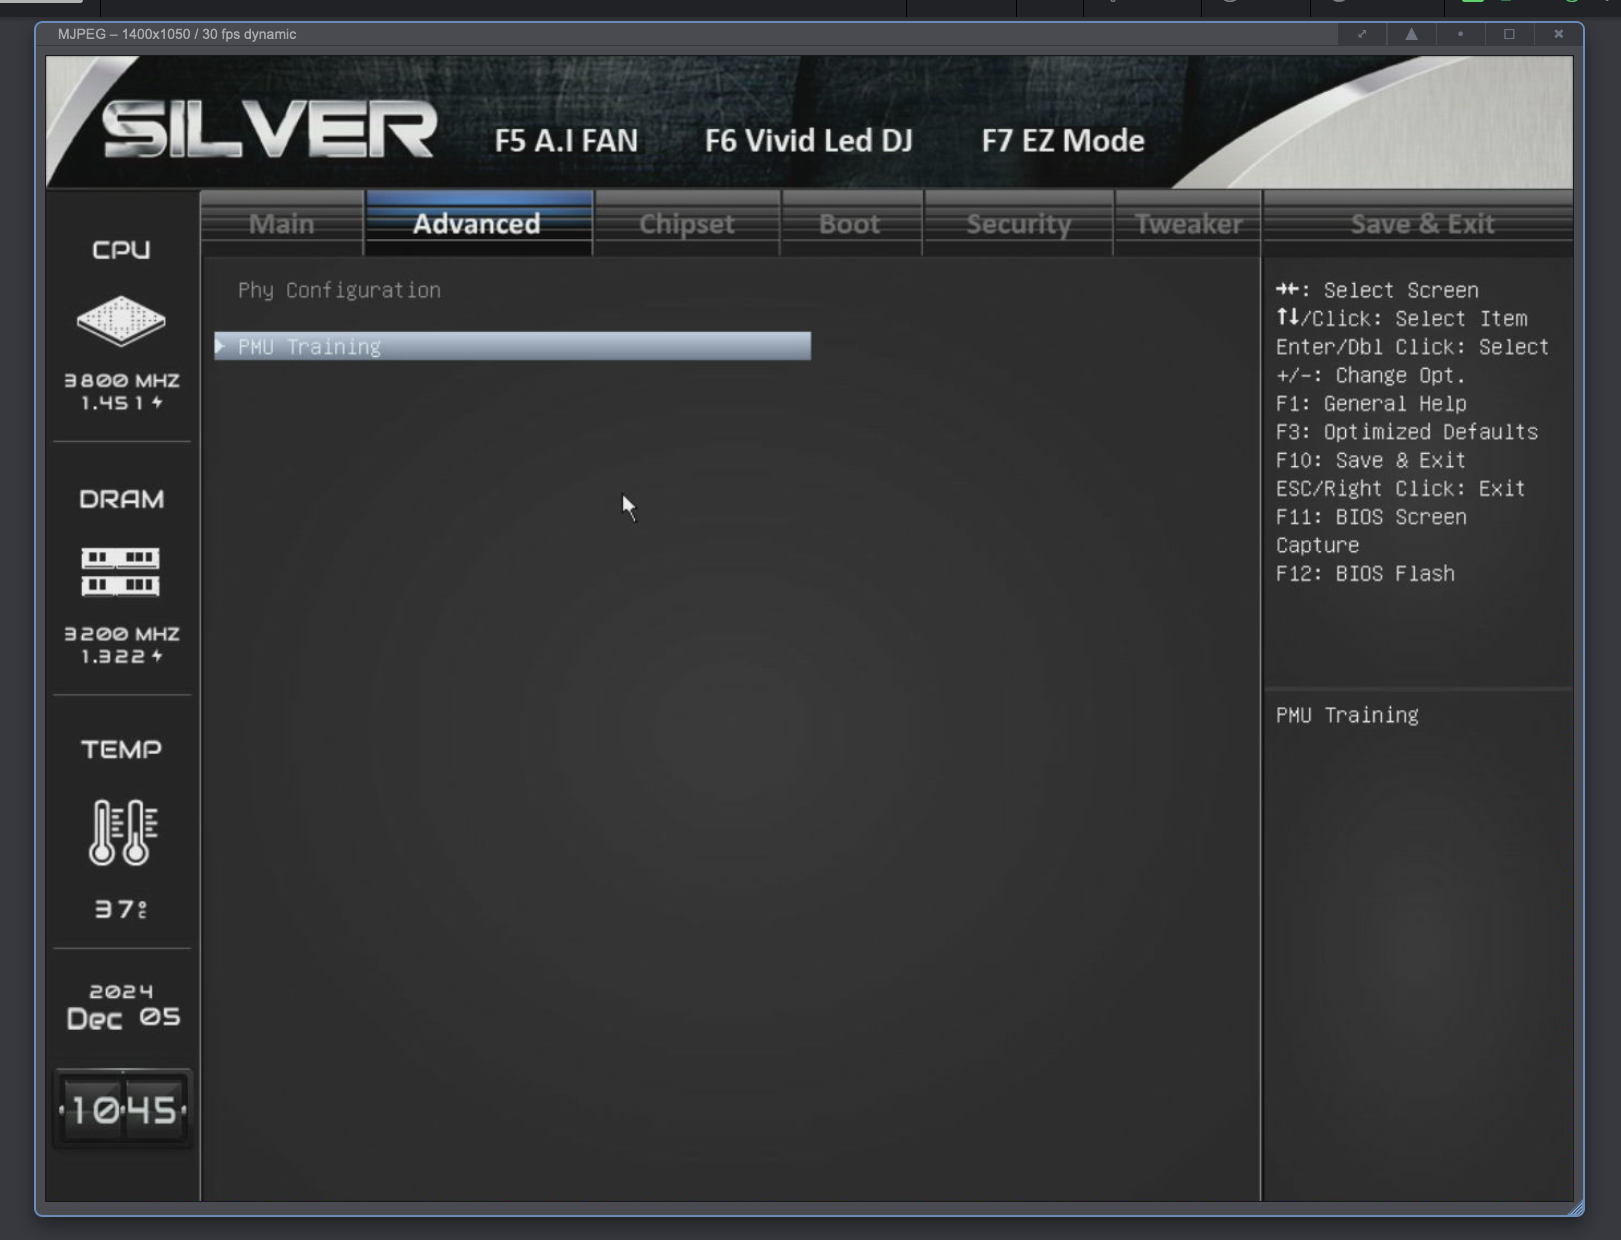 MJPEG – 1400x1050 / 30 fps dynamic
SILVER
F5 A.I FAN
F6 Vivid Led DJ
F7 EZ Mode
Main
Advanced
Chipset
Boot
Security
Tweaker
Save & Exit
CPU
3800 MHZ
1.451
DRAM
3200 MHZ
1.322
TEMP
37°C
2024
Dec 05
10:45
Phy Configuration
PMU Training
→←: Select Screen
↑↓/Click: Select Item
Enter/Dbl Click: Select
+/-: Change Opt.
F1: General Help
F3: Optimized Defaults
F10: Save & Exit
ESC/Right Click: Exit
F11: BIOS Screen
Capture
F12: BIOS Flash
PMU Training